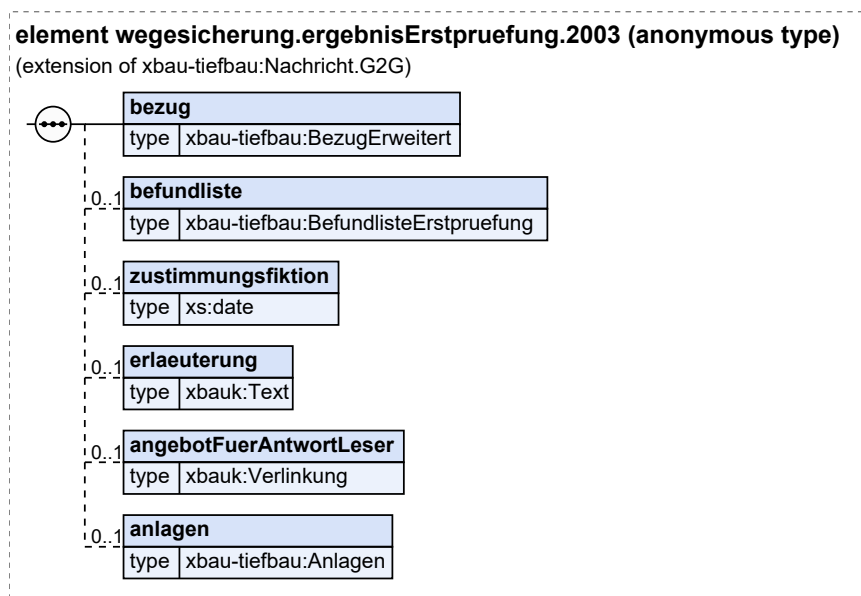 element wegesicherung.ergebnisErstpruefung.2003 (anonymous type)
(extension of xbau-tiefbau:Nachricht.G2G)
bezug
type xbau-tiefbau:BezugErweitert
0..1 befundliste
type xbau-tiefbau:BefundlisteErstpruefung
0..1 zustimmungsfiktion
type xs:date
0..1 erlaeuterung
type xbauk:Text
0..1 angebotFuerAntwortLeser
type xbauk:Verlinkung
0..1 anlagen
type xbau-tiefbau:Anlagen